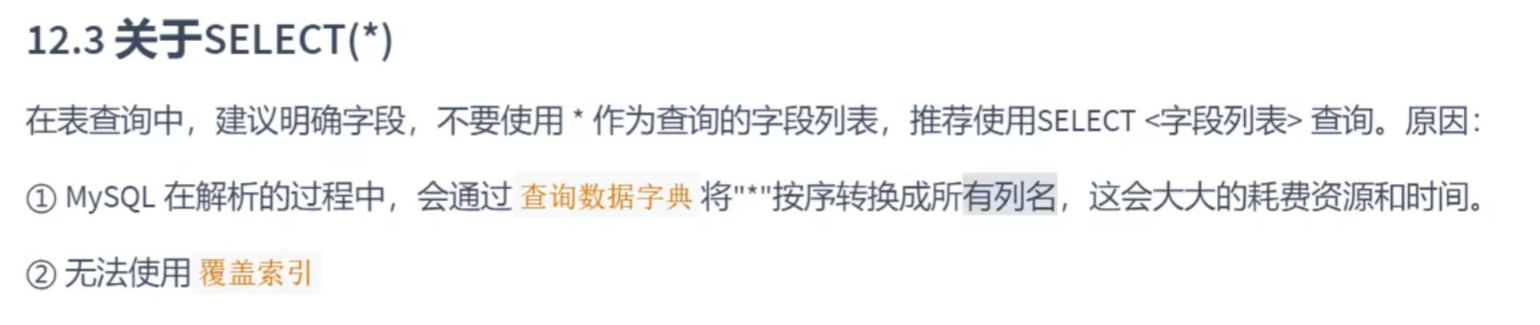 12.3 关于SELECT(*)
在表查询中，建议明确字段，不要使用 * 作为查询的字段列表，推荐使用SELECT <字段列表> 查询。原因：
① MySQL 在解析的过程中，会通过 查询数据字典 将"*"按序转换成所有列名，这会大大的耗费资源和时间。
② 无法使用 覆盖索引